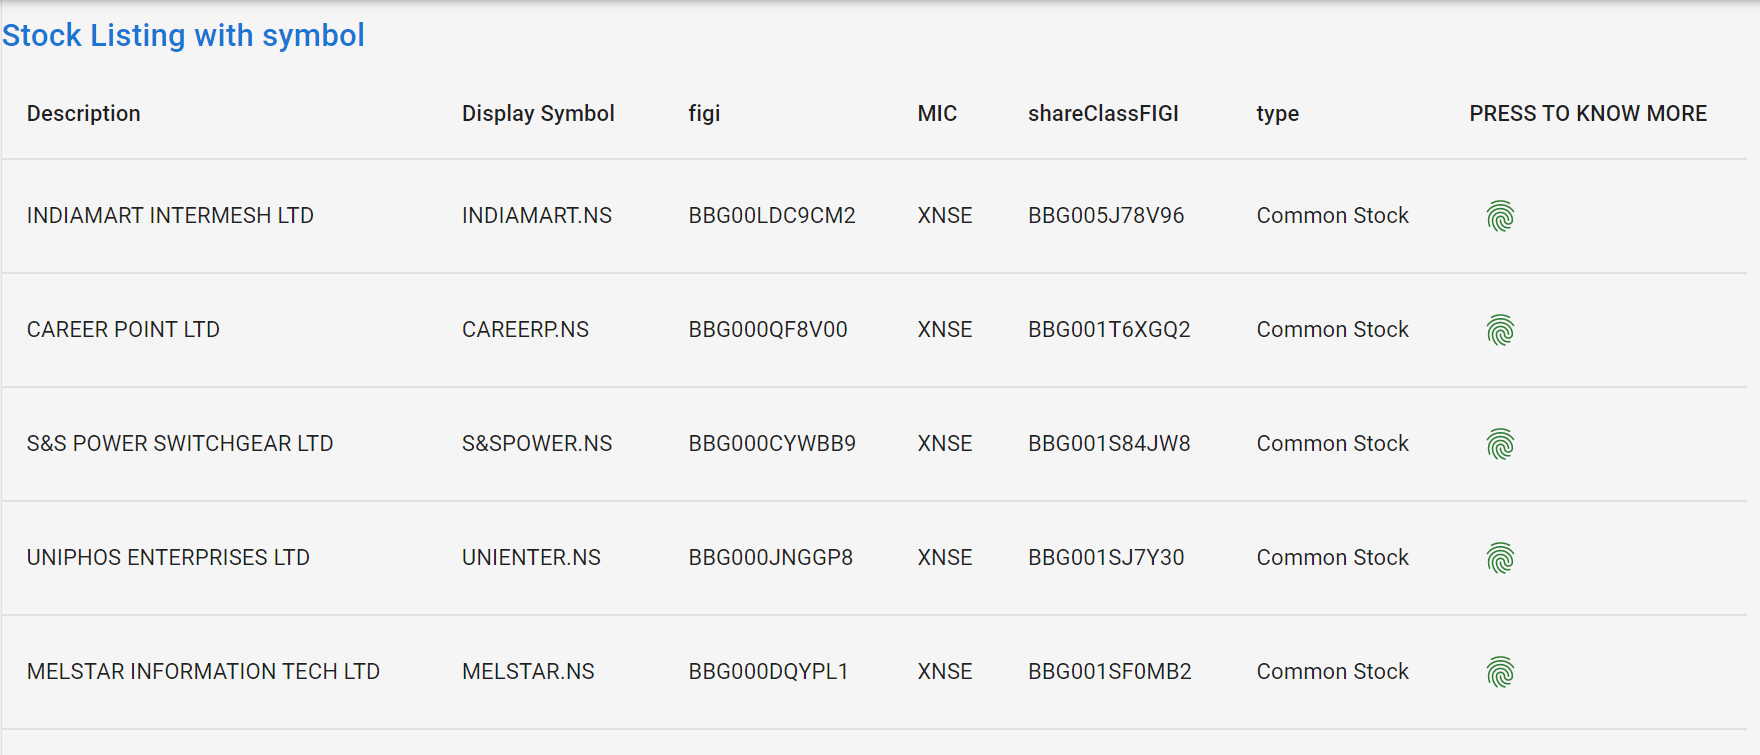 Stock Listing with symbol
Description Display Symbol figi MIC shareClassFIGI type PRESS TO KNOW MORE
INDIAMART INTERMESH LTD INDIAMART.NS BBG00LDC9CM2 XNSE BBG005J78V96 Common Stock
CAREER POINT LTD CAREERP.NS BBG000QF8V00 XNSE BBG001T6XGQ2 Common Stock
S&S POWER SWITCHGEAR LTD S&SPOWER.NS BBG000CYWBB9 XNSE BBG001S84JW8 Common Stock
UNIPHOS ENTERPRISES LTD UNIENTER.NS BBG000JNGGP8 XNSE BBG001SJ7Y30 Common Stock
MELSTAR INFORMATION TECH LTD MELSTAR.NS BBG000DQYPL1 XNSE BBG001SF0MB2 Common Stock